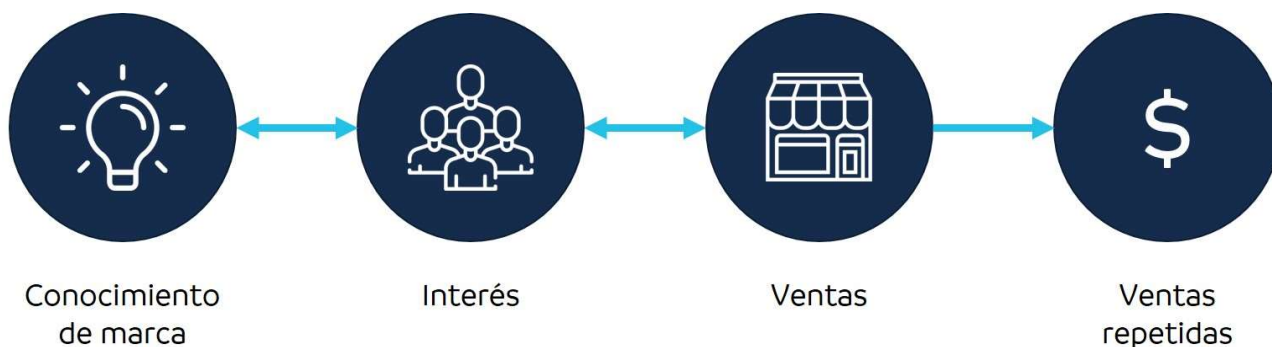 $
Conocimiento
de marca
Interés
Ventas
Ventas
repetidas